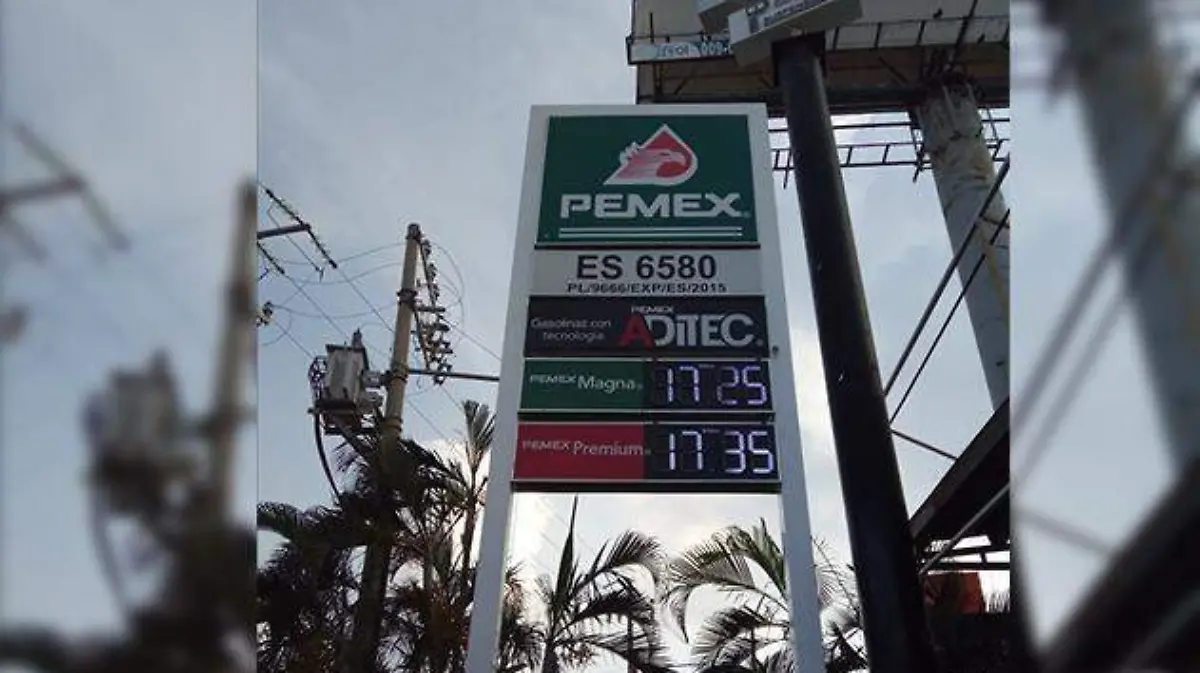 PEMEX
ES 6580
PL/9666/EXP/ES/2015
Gasolinas con tecnología
PEMEX ADITEC
PEMEX Magna 17 25
PEMEX Premium 17 35